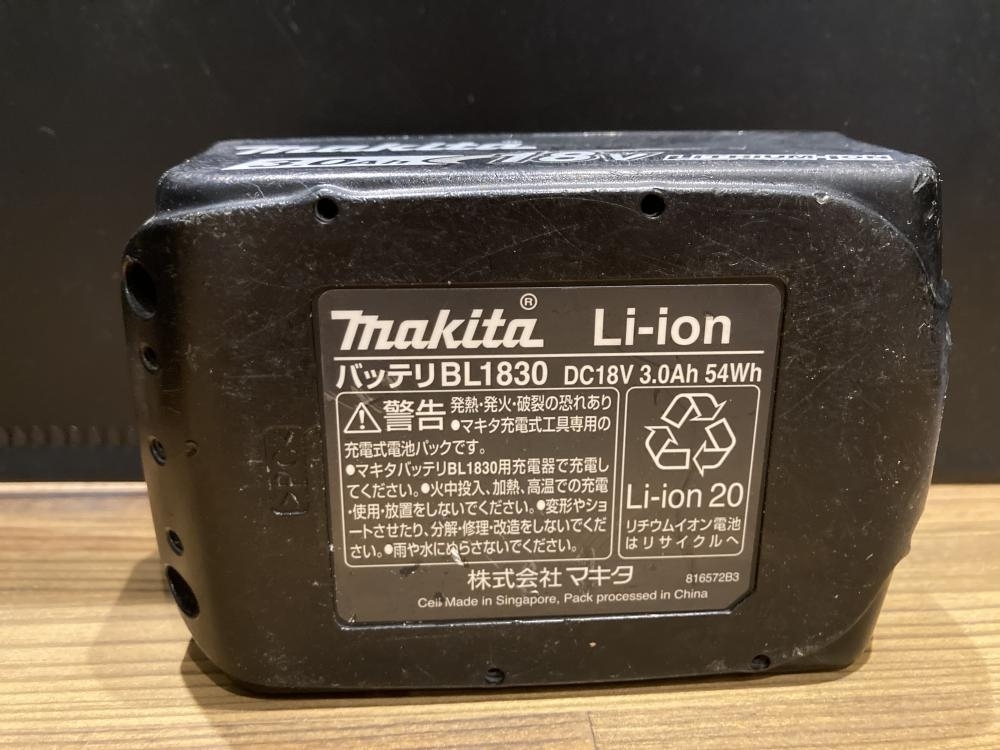 makita
3.0Ah 18V Lithium-ion
makita® Li-ion
バッテリBL1830 DC18V 3.0Ah 54Wh
⚠警告 発熱・発火・破裂の恐れあり
●マキタ充電式工具専用の
充電式電池パックです。
●マキタバッテリBL1830用充電器で充電し
てください。●火中投入、加熱、高温での充電
・使用・放置をしないでください。●変形やショ
ートさせたり、分解・修理・改造をしないでくだ
さい。●雨や水にぬらさないでください。
Li-ion 20
リチウムイオン電池
はリサイクルへ
株式会社マキタ 816572B3
Cell Made in Singapore, Pack processed in China